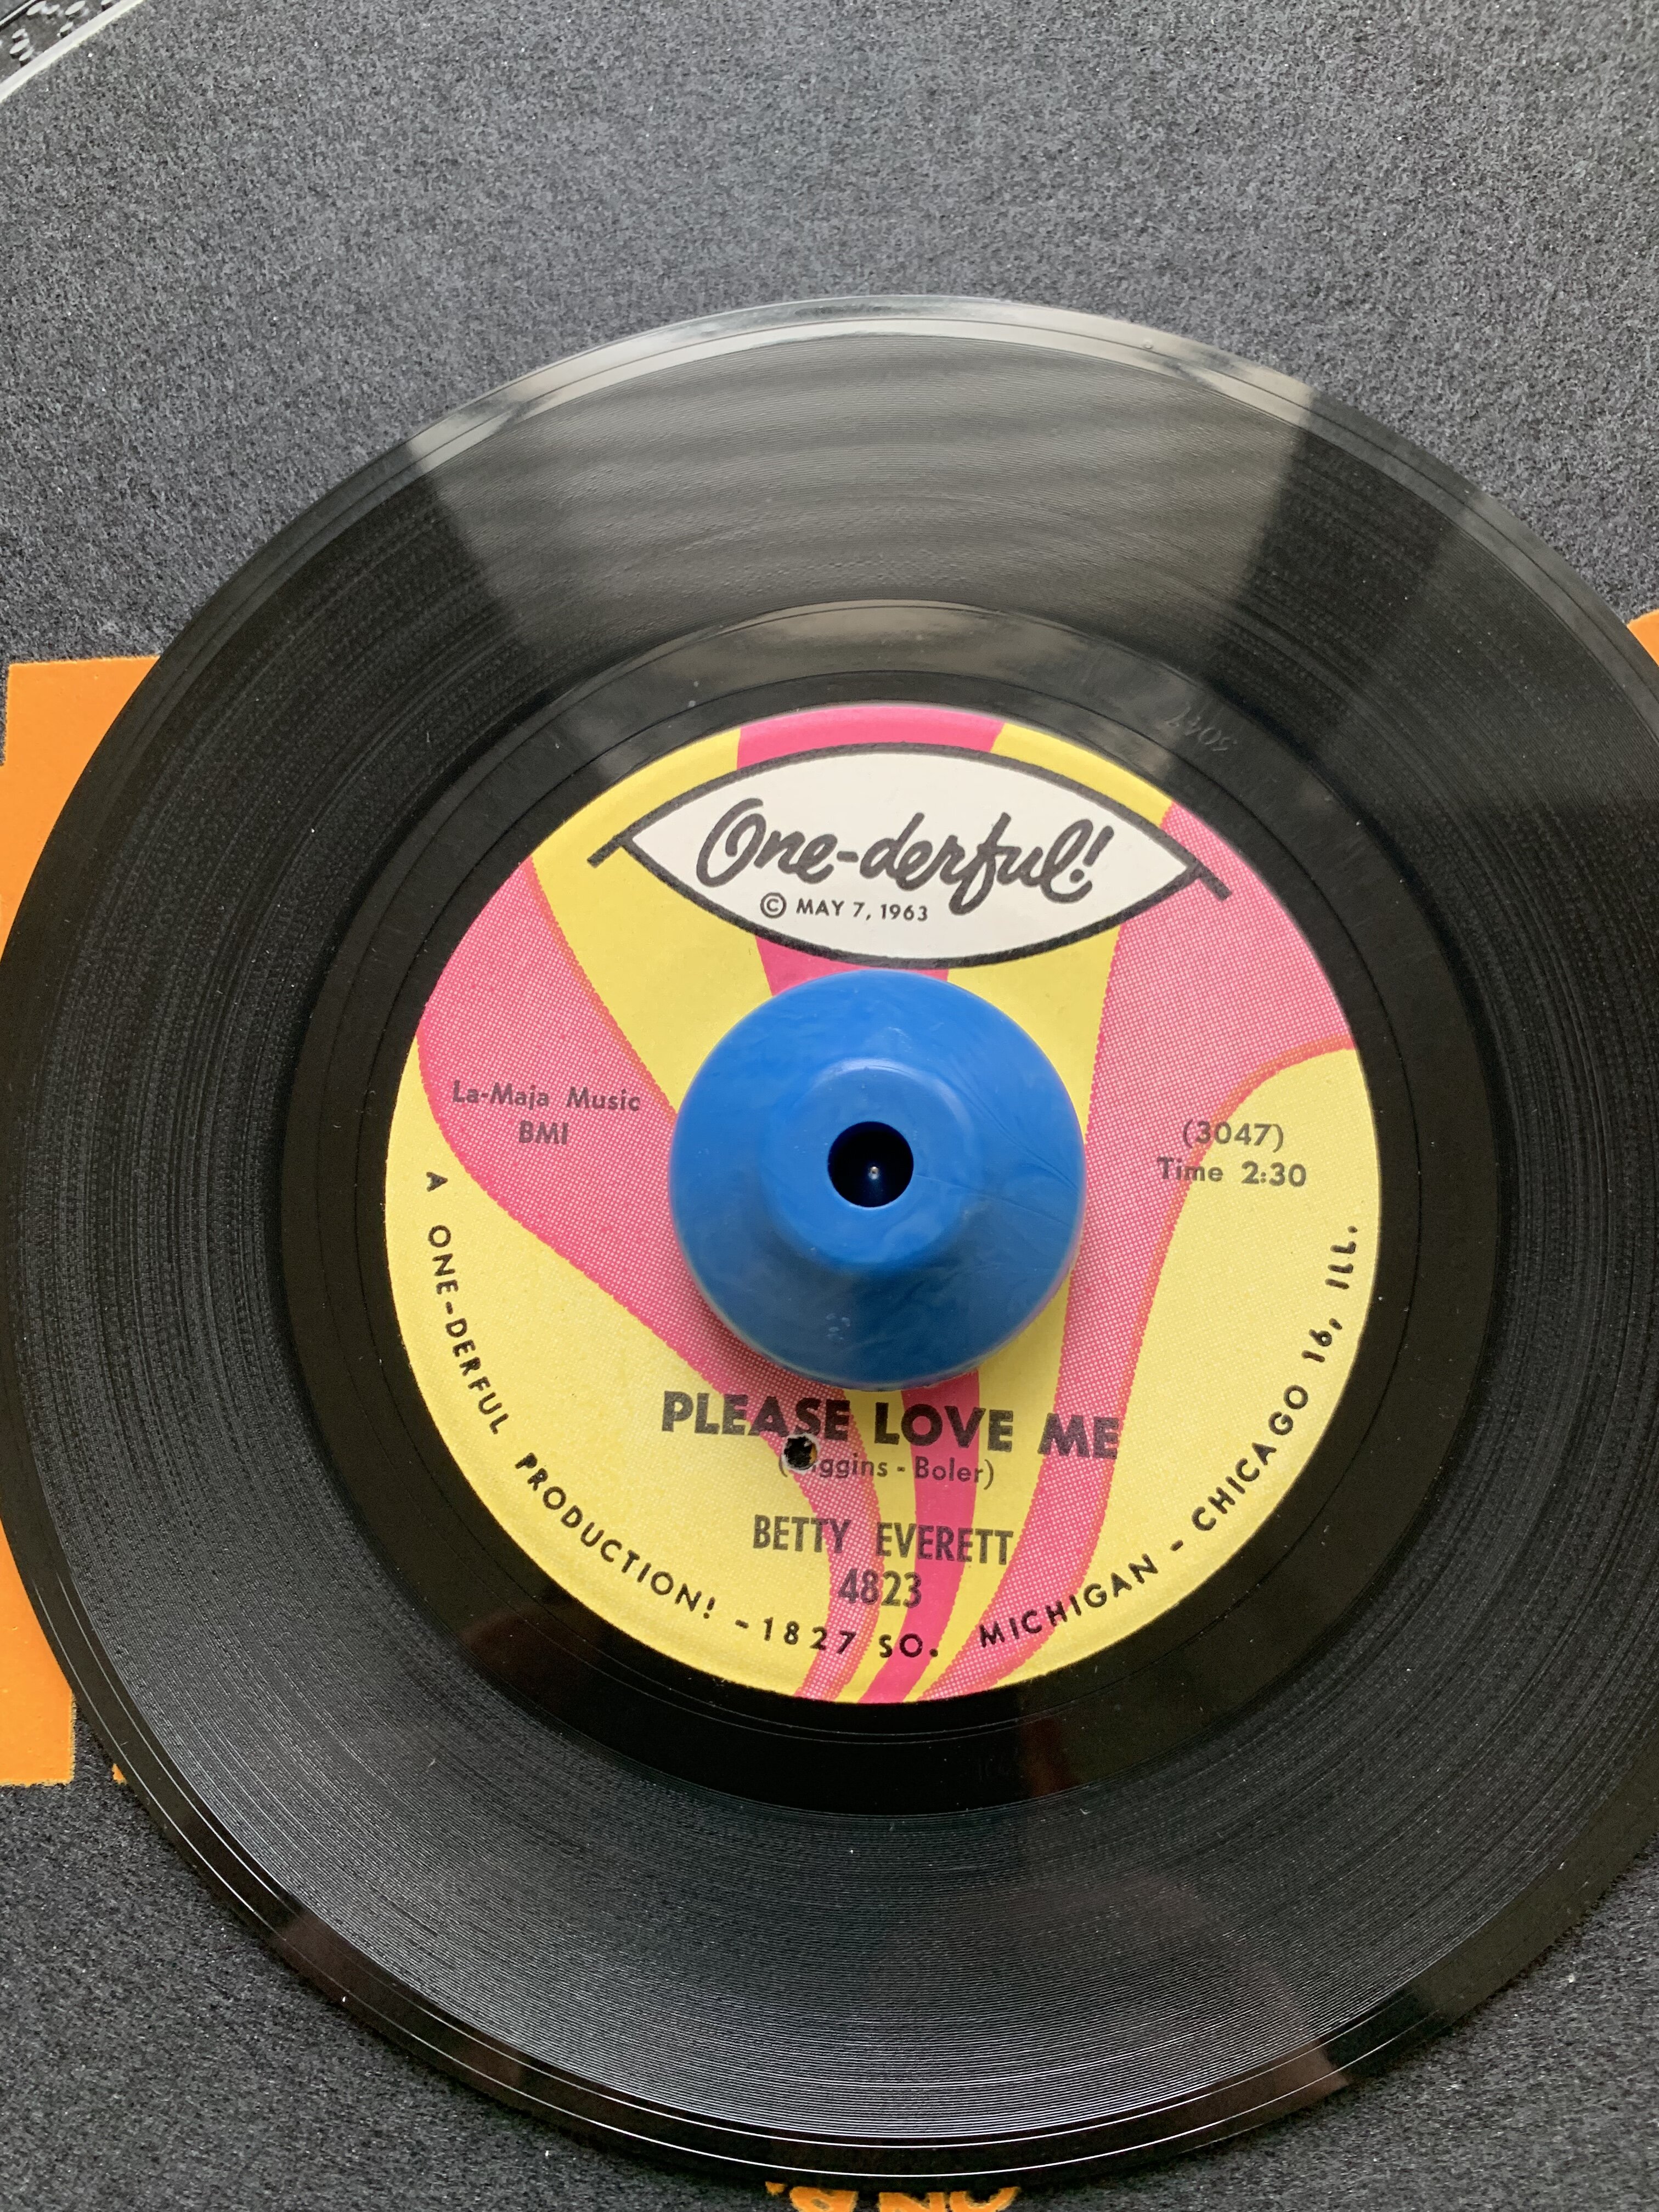 One-derful!
© MAY 7, 1963
La-Maja Music
BMI
(3047)
Time 2:30
PLEASE LOVE ME
Boler)
BETTY EVERETT
4823
A ONE-DERFUL PRODUCTION! - 1827 SO. MICHIGAN - CHICAGO 16, ILL.
3047